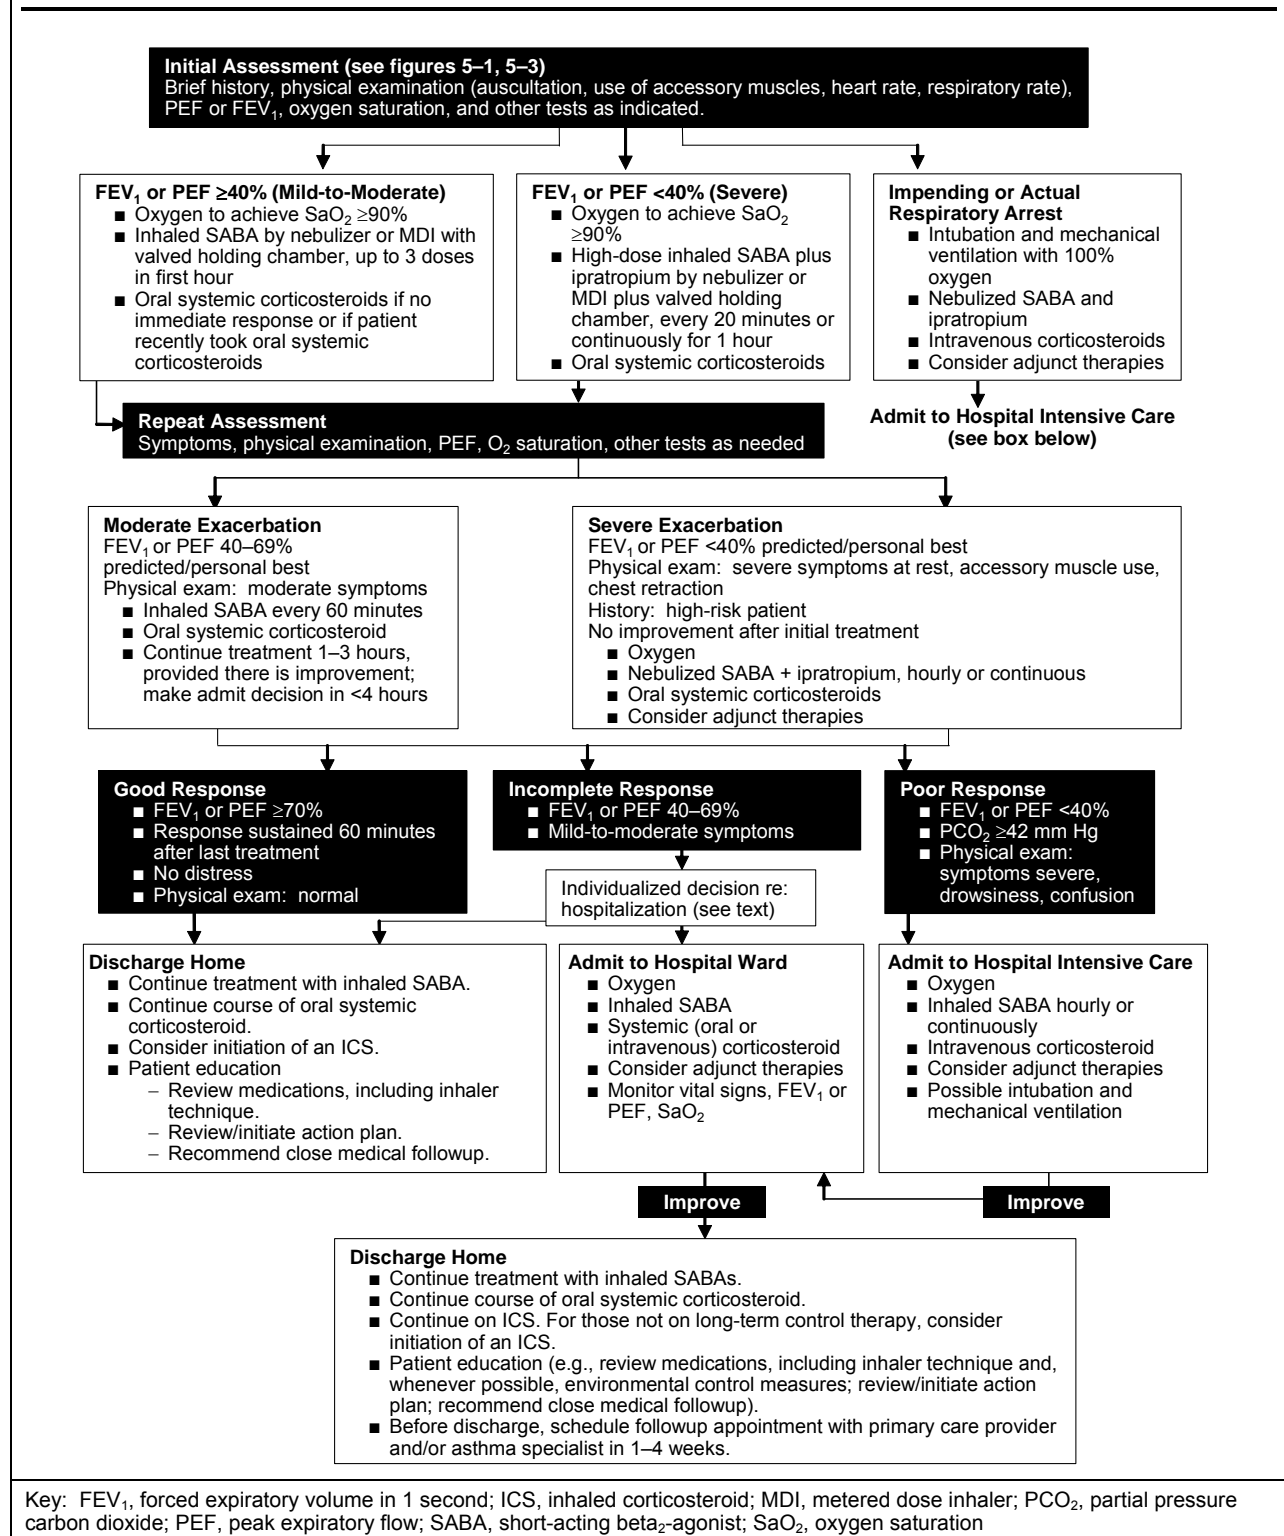 Initial Assessment (see figures 5–1, 5–3)
Brief history, physical examination (auscultation, use of accessory muscles, heart rate, respiratory rate),
PEF or FEV₁, oxygen saturation, and other tests as indicated.
FEV₁ or PEF ≥40% (Mild-to-Moderate)
■ Oxygen to achieve SaO₂ ≥90%
■ Inhaled SABA by nebulizer or MDI with
valved holding chamber, up to 3 doses
in first hour
■ Oral systemic corticosteroids if no
immediate response or if patient
recently took oral systemic
corticosteroids
FEV₁ or PEF <40% (Severe)
■ Oxygen to achieve SaO₂
≥90%
■ High-dose inhaled SABA plus
ipratropium by nebulizer or
MDI plus valved holding
chamber, every 20 minutes or
continuously for 1 hour
■ Oral systemic corticosteroids
Impending or Actual
Respiratory Arrest
■ Intubation and mechanical
ventilation with 100%
oxygen
■ Nebulized SABA and
ipratropium
■ Intravenous corticosteroids
■ Consider adjunct therapies
Admit to Hospital Intensive Care
(see box below)
Repeat Assessment
Symptoms, physical examination, PEF, O₂ saturation, other tests as needed
Moderate Exacerbation
FEV₁ or PEF 40–69%
predicted/personal best
Physical exam: moderate symptoms
■ Inhaled SABA every 60 minutes
■ Oral systemic corticosteroid
■ Continue treatment 1–3 hours,
provided there is improvement;
make admit decision in <4 hours
Severe Exacerbation
FEV₁ or PEF <40% predicted/personal best
Physical exam: severe symptoms at rest, accessory muscle use,
chest retraction
History: high-risk patient
No improvement after initial treatment
■ Oxygen
■ Nebulized SABA + ipratropium, hourly or continuous
■ Oral systemic corticosteroids
■ Consider adjunct therapies
Good Response
■ FEV₁ or PEF ≥70%
■ Response sustained 60 minutes
after last treatment
■ No distress
■ Physical exam: normal
Incomplete Response
■ FEV₁ or PEF 40–69%
■ Mild-to-moderate symptoms
Poor Response
■ FEV₁ or PEF <40%
■ PCO₂ ≥42 mm Hg
■ Physical exam:
symptoms severe,
drowsiness, confusion
Individualized decision re:
hospitalization (see text)
Discharge Home
■ Continue treatment with inhaled SABA.
■ Continue course of oral systemic
corticosteroid.
■ Consider initiation of an ICS.
■ Patient education
– Review medications, including inhaler
technique.
– Review/initiate action plan.
– Recommend close medical followup.
Admit to Hospital Ward
■ Oxygen
■ Inhaled SABA
■ Systemic (oral or
intravenous) corticosteroid
■ Consider adjunct therapies
■ Monitor vital signs, FEV₁ or
PEF, SaO₂
Admit to Hospital Intensive Care
■ Oxygen
■ Inhaled SABA hourly or
continuously
■ Intravenous corticosteroid
■ Consider adjunct therapies
■ Possible intubation and
mechanical ventilation
Improve
Improve
Discharge Home
■ Continue treatment with inhaled SABAs.
■ Continue course of oral systemic corticosteroid.
■ Continue on ICS. For those not on long-term control therapy, consider
initiation of an ICS.
■ Patient education (e.g., review medications, including inhaler technique and,
whenever possible, environmental control measures; review/initiate action
plan; recommend close medical followup).
■ Before discharge, schedule followup appointment with primary care provider
and/or asthma specialist in 1–4 weeks.
Key: FEV₁, forced expiratory volume in 1 second; ICS, inhaled corticosteroid; MDI, metered dose inhaler; PCO₂, partial pressure
carbon dioxide; PEF, peak expiratory flow; SABA, short-acting beta₂-agonist; SaO₂, oxygen saturation